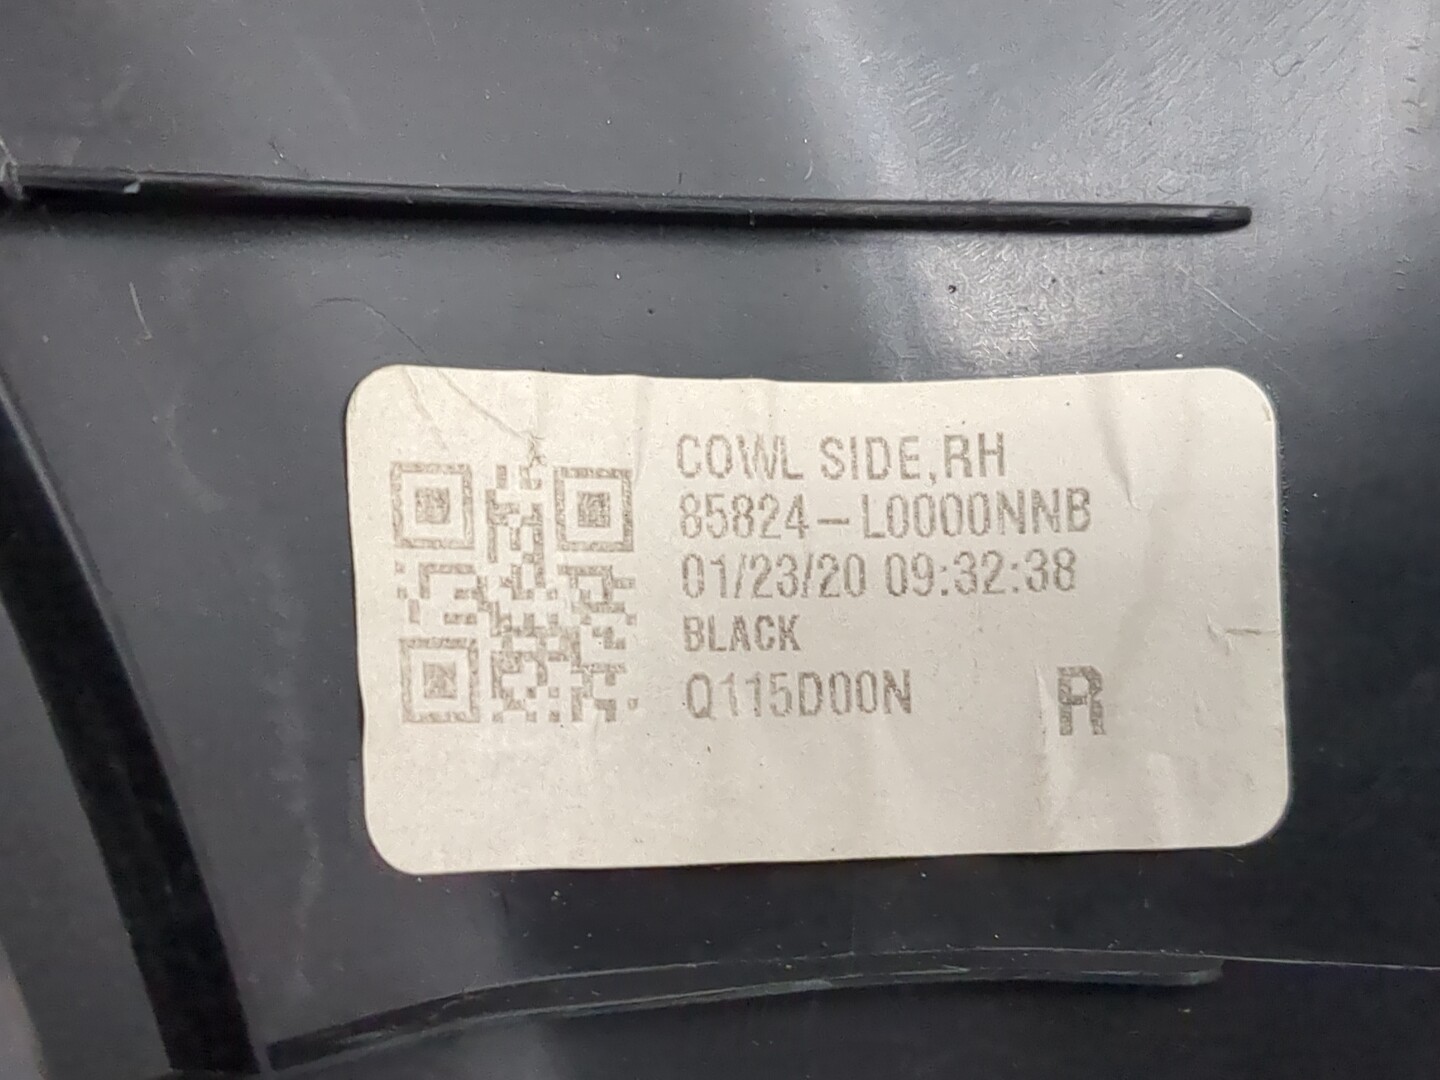 COWL SIDE,RH
85824-L0000NNB
01/23/20 09:32:38
BLACK
Q115D00N R